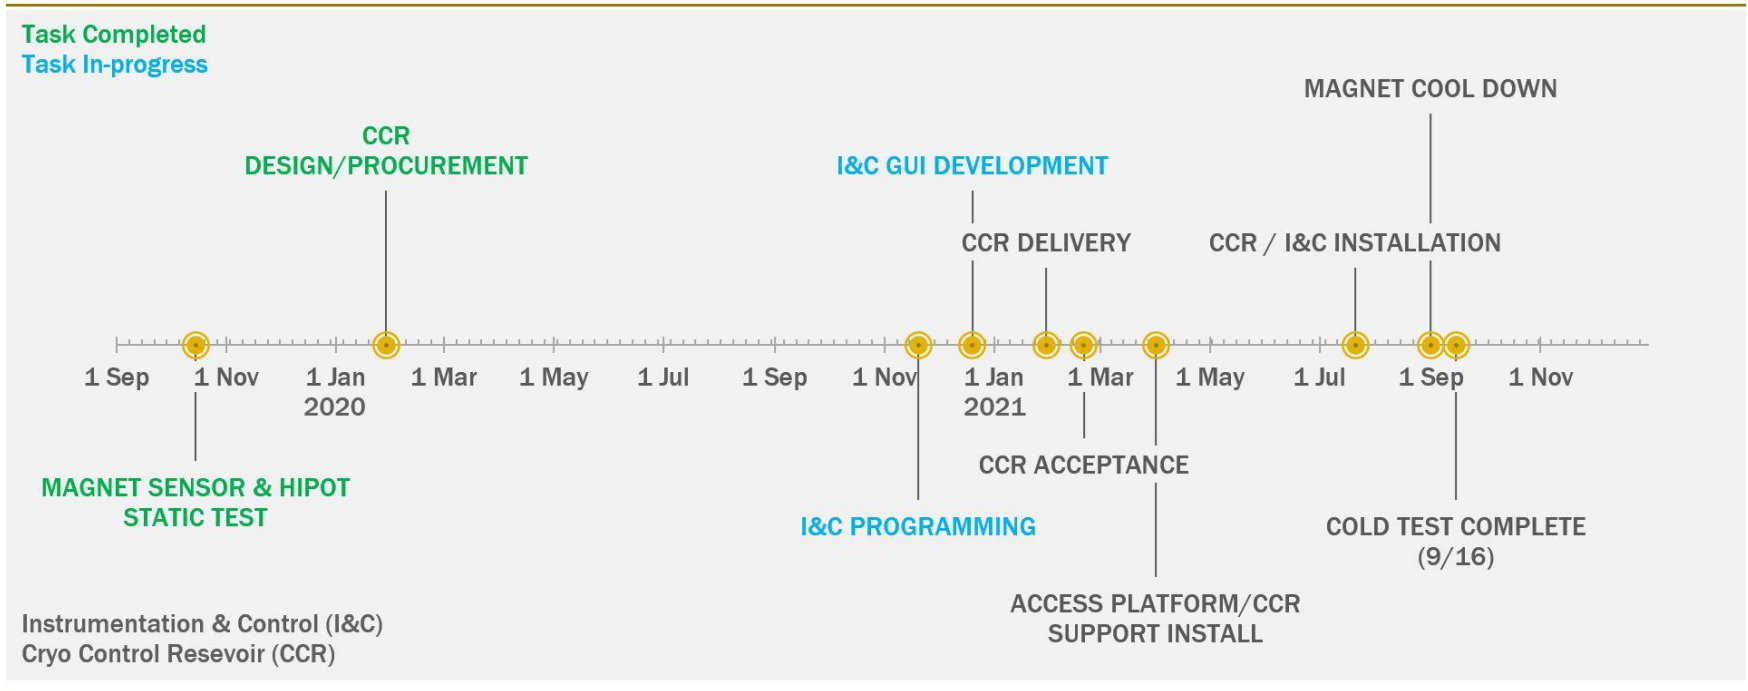 Task Completed
Task In-progress
MAGNET COOL DOWN
CCR
DESIGN/PROCUREMENT
I&C GUI DEVELOPMENT
CCR DELIVERY
CCR / I&C INSTALLATION
1 Sep
1 Nov
1 Jan
2020
1 Mar
1 May
1 Jul
1 Sep
1 Nov
1 Jan
2021
1 Mar
1 May
1 Jul
1 Sep
1 Nov
MAGNET SENSOR & HIPOT
STATIC TEST
CCR ACCEPTANCE
I&C PROGRAMMING
COLD TEST COMPLETE
(9/16)
ACCESS PLATFORM/CCR
SUPPORT INSTALL
Instrumentation & Control (I&C)
Cryo Control Resevoir (CCR)